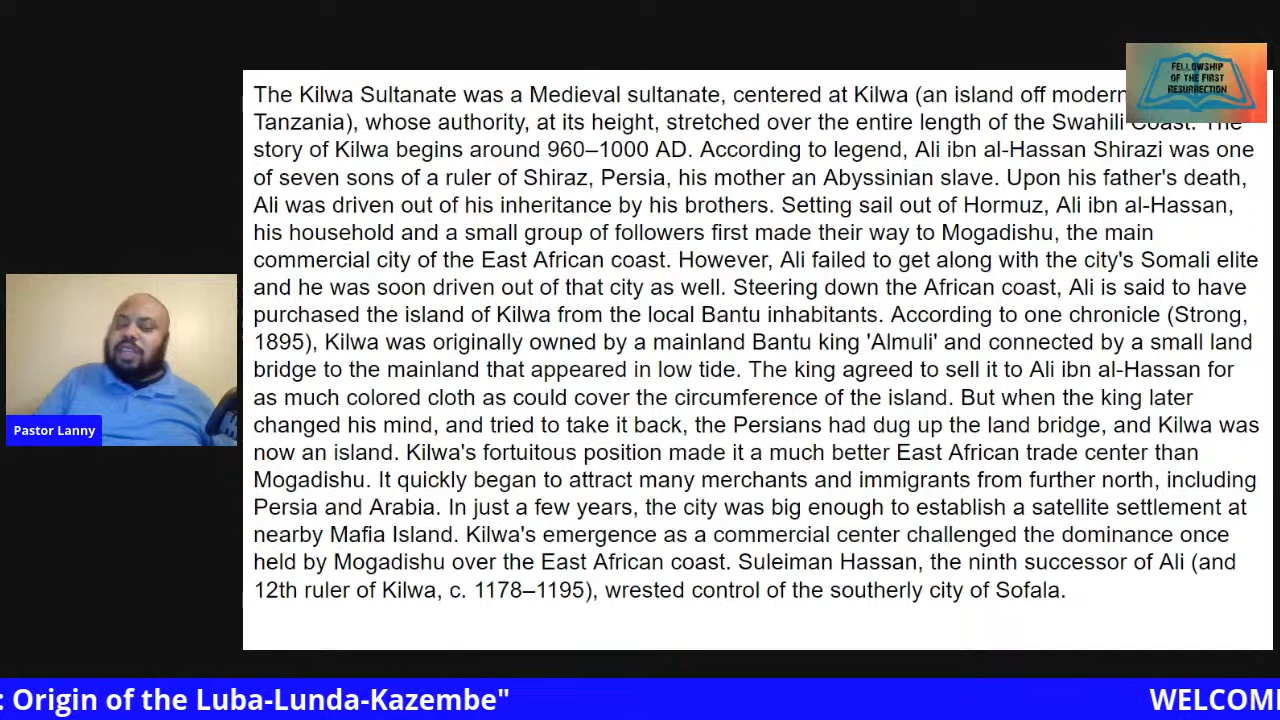 FELLOWSHIP
OF THE FIRST
RESURRECTION
The Kilwa Sultanate was a Medieval sultanate, centered at Kilwa (an island off modern
Tanzania), whose authority, at its height, stretched over the entire length of the Swahili Coast. The
story of Kilwa begins around 960–1000 AD. According to legend, Ali ibn al-Hassan Shirazi was one
of seven sons of a ruler of Shiraz, Persia, his mother an Abyssinian slave. Upon his father's death,
Ali was driven out of his inheritance by his brothers. Setting sail out of Hormuz, Ali ibn al-Hassan,
his household and a small group of followers first made their way to Mogadishu, the main
commercial city of the East African coast. However, Ali failed to get along with the city's Somali elite
and he was soon driven out of that city as well. Steering down the African coast, Ali is said to have
purchased the island of Kilwa from the local Bantu inhabitants. According to one chronicle (Strong,
1895), Kilwa was originally owned by a mainland Bantu king 'Almuli' and connected by a small land
bridge to the mainland that appeared in low tide. The king agreed to sell it to Ali ibn al-Hassan for
as much colored cloth as could cover the circumference of the island. But when the king later
changed his mind, and tried to take it back, the Persians had dug up the land bridge, and Kilwa was
now an island. Kilwa's fortuitous position made it a much better East African trade center than
Mogadishu. It quickly began to attract many merchants and immigrants from further north, including
Persia and Arabia. In just a few years, the city was big enough to establish a satellite settlement at
nearby Mafia Island. Kilwa's emergence as a commercial center challenged the dominance once
held by Mogadishu over the East African coast. Suleiman Hassan, the ninth successor of Ali (and
12th ruler of Kilwa, c. 1178–1195), wrested control of the southerly city of Sofala.
Pastor Lanny
: Origin of the Luba-Lunda-Kazembe" WELCOM